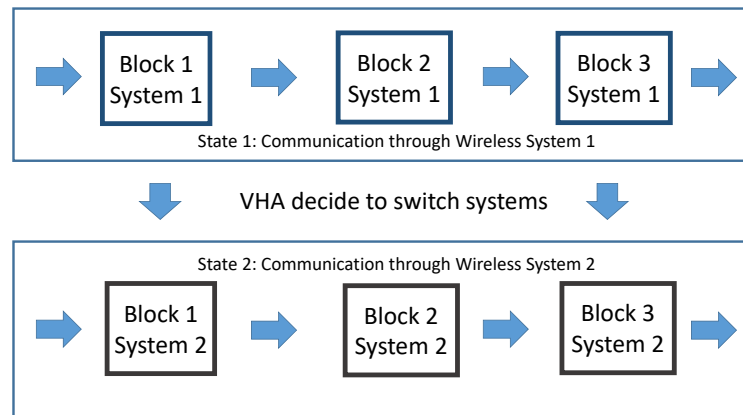 Block 1
System 1
Block 2
System 1
Block 3
System 1
State 1: Communication through Wireless System 1
VHA decide to switch systems
State 2: Communication through Wireless System 2
Block 1
System 2
Block 2
System 2
Block 3
System 2